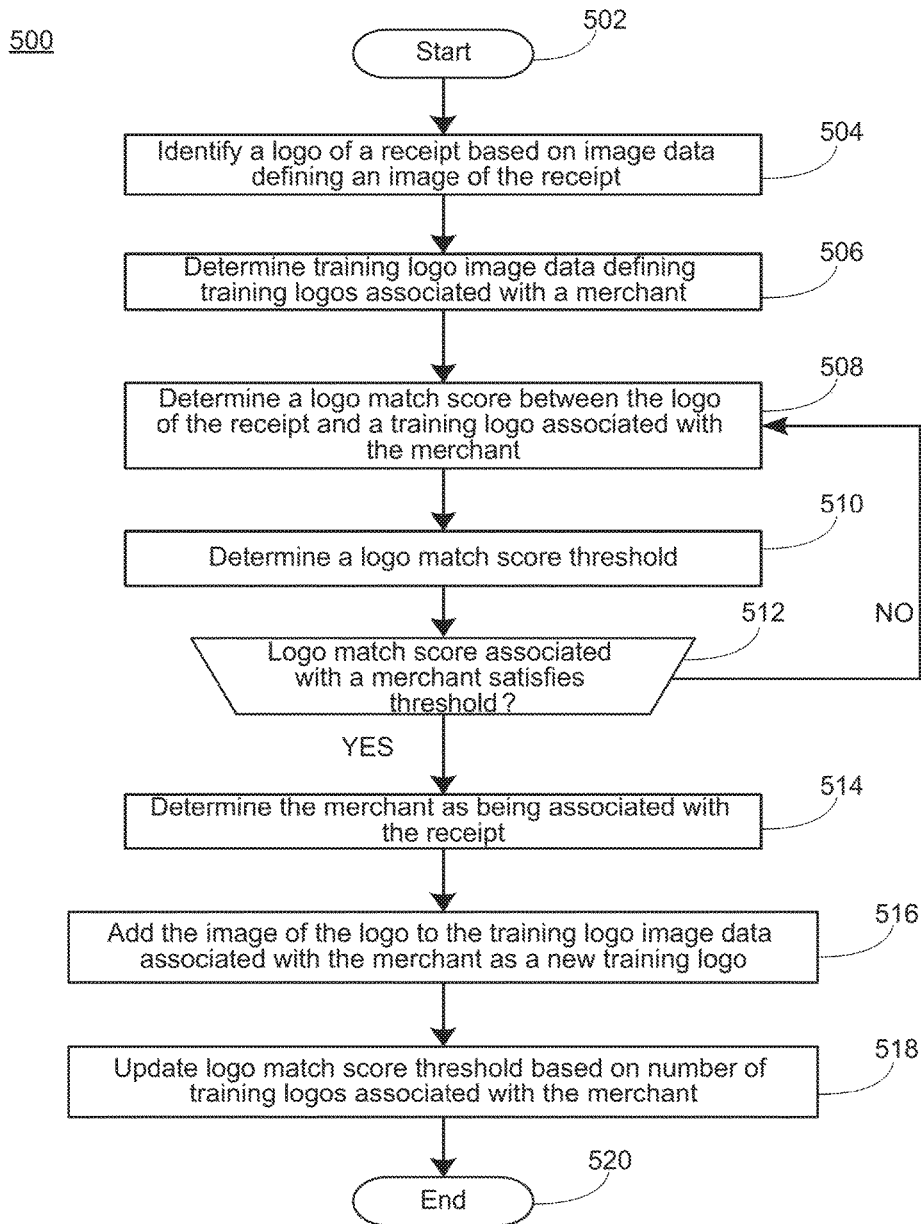 500
502
Start
504
Identify a logo of a receipt based on image data
defining an image of the receipt
506
Determine training logo image data defining
training logos associated with a merchant
508
Determine a logo match score between the logo
of the receipt and a training logo associated with
the merchant
510
Determine a logo match score threshold
512
Logo match score associated
with a merchant satisfies
threshold?
NO
YES
514
Determine the merchant as being associated with
the receipt
516
Add the image of the logo to the training logo image data
associated with the merchant as a new training logo
518
Update logo match score threshold based on number of
training logos associated with the merchant
520
End